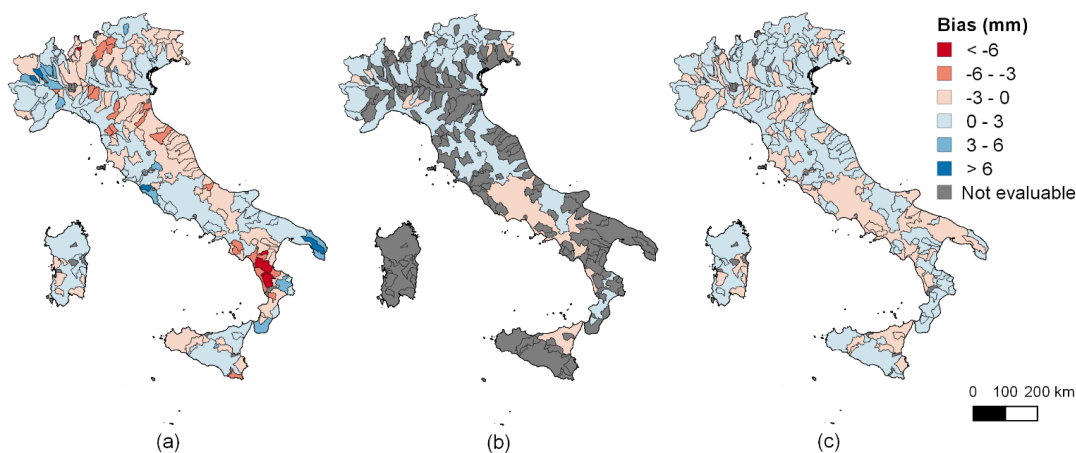 Bias (mm)
< -6
-6 - -3
-3 - 0
0 - 3
3 - 6
> 6
Not evaluable
0 100 200 km
(a) (b) (c)